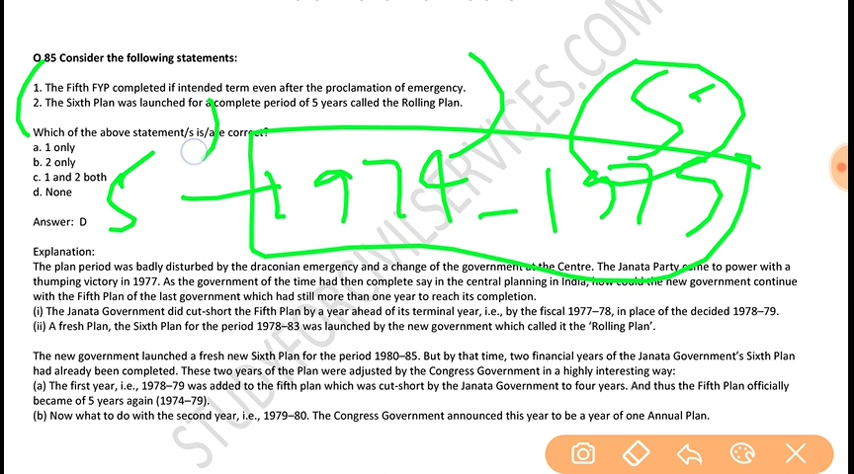 Q 85 Consider the following statements:
1. The Fifth FYP completed if intended term even after the proclamation of emergency.
2. The Sixth Plan was launched for a complete period of 5 years called the Rolling Plan.
Which of the above statement/s is/are correct?
a. 1 only
b. 2 only
c. 1 and 2 both
d. None
5 - 1974 - 1975
5
Answer: D
Explanation:
The plan period was badly disturbed by the draconian emergency and a change of the government at the Centre. The Janata Party came to power with a
thumping victory in 1977. As the government of the time had then complete say in the central planning in India, how could the new government continue
with the Fifth Plan of the last government which had still more than one year to reach its completion.
(i) The Janata Government did cut-short the Fifth Plan by a year ahead of its terminal year, i.e., by the fiscal 1977–78, in place of the decided 1978–79.
(ii) A fresh Plan, the Sixth Plan for the period 1978–83 was launched by the new government which called it the ‘Rolling Plan’.
The new government launched a fresh new Sixth Plan for the period 1980–85. But by that time, two financial years of the Janata Government’s Sixth Plan
had already been completed. These two years of the Plan were adjusted by the Congress Government in a highly interesting way:
(a) The first year, i.e., 1978–79 was added to the fifth plan which was cut-short by the Janata Government to four years. And thus the Fifth Plan officially
became of 5 years again (1974–79).
(b) Now what to do with the second year, i.e., 1979–80. The Congress Government announced this year to be a year of one Annual Plan.
STUDYFORCIVILSERVICES.COM